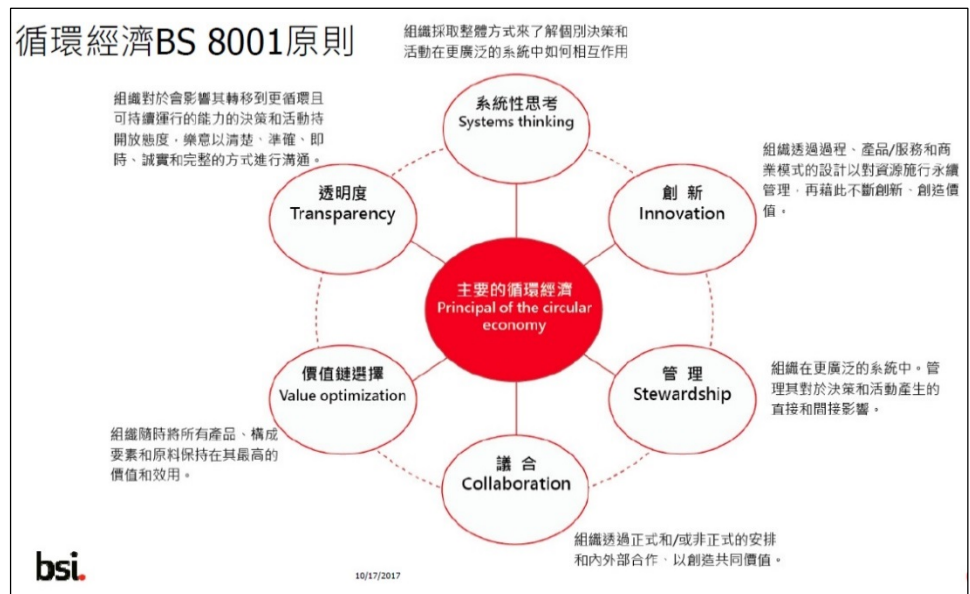 循環經濟BS 8001原則
組織採取整體方式來了解個別決策和
活動在更廣泛的系統中如何相互作用
系統性思考
Systems thinking
組織對於會影響其轉移到更循環且
可持續運行的能力的決策和活動持
開放態度，樂意以清楚、準確、即
時、誠實和完整的方式進行溝通。
透明度
Transparency
創 新
Innovation
組織透過過程、產品/服務和商
業模式的設計以對資源施行永續
管理，再藉此不斷創新、創造價
值。
主要的循環經濟
Principal of the circular
economy
價值鏈選擇
Value optimization
組織隨時將所有產品、構成
要素和原料保持在其最高的
價值和效用。
管 理
Stewardship
組織在更廣泛的系統中。管
理其對於決策和活動產生的
直接和間接影響。
議 合
Collaboration
組織透過正式和/或非正式的安排
和內外部合作、以創造共同價值。
bsi.
10/17/2017